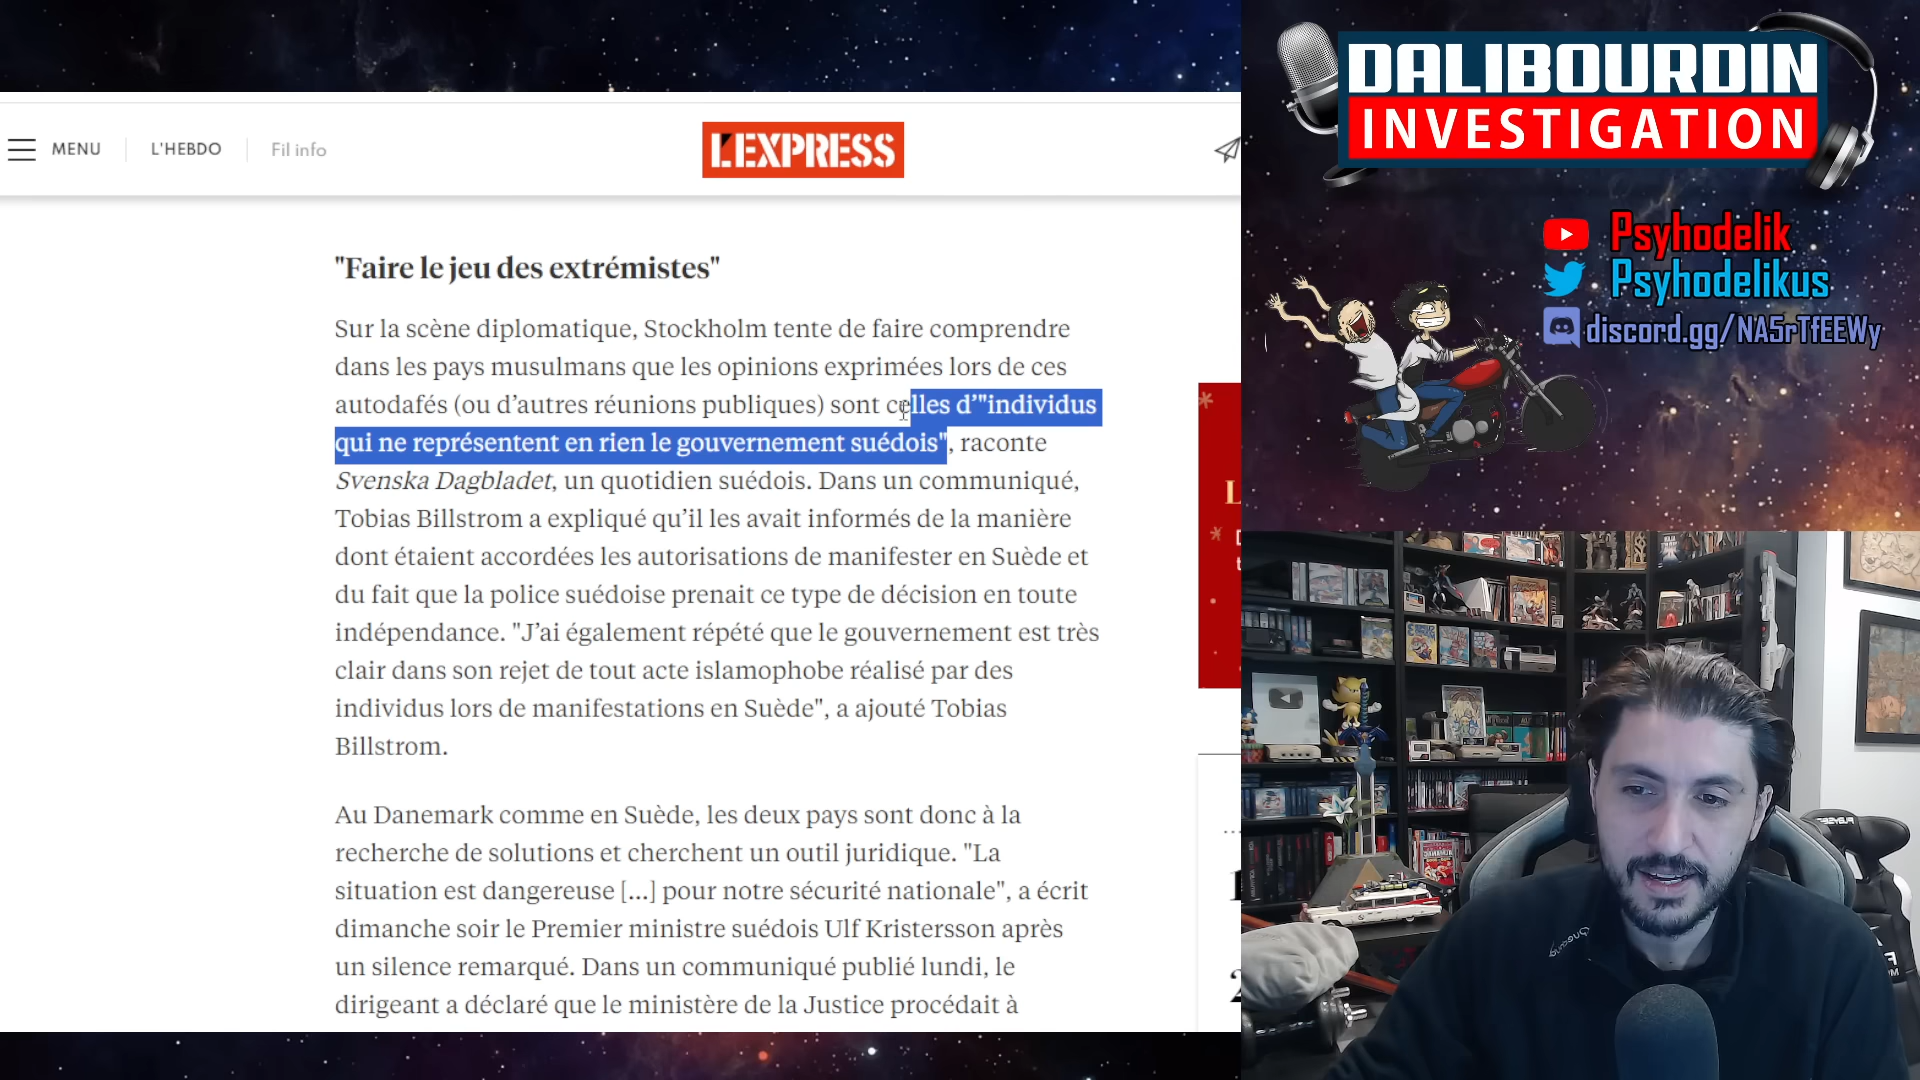 MENU
L'HEBDO
Fil info
L'EXPRESS
"Faire le jeu des extrémistes"
Sur la scène diplomatique, Stockholm tente de faire comprendre
dans les pays musulmans que les opinions exprimées lors de ces
autodafés (ou d’autres réunions publiques) sont celles d’"individus
qui ne représentent en rien le gouvernement suédois", raconte
Svenska Dagbladet, un quotidien suédois. Dans un communiqué,
Tobias Billstrom a expliqué qu’il les avait informés de la manière
dont étaient accordées les autorisations de manifester en Suède et
du fait que la police suédoise prenait ce type de décision en toute
indépendance. "J’ai également répété que le gouvernement est très
clair dans son rejet de tout acte islamophobe réalisé par des
individus lors de manifestations en Suède", a ajouté Tobias
Billstrom.
Au Danemark comme en Suède, les deux pays sont donc à la
recherche de solutions et cherchent un outil juridique. "La
situation est dangereuse [...] pour notre sécurité nationale", a écrit
dimanche soir le Premier ministre suédois Ulf Kristersson après
un silence remarqué. Dans un communiqué publié lundi, le
dirigeant a déclaré que le ministère de la Justice procédait à
DALIBOURDIN
INVESTIGATION
Psyhodelik
Psyhodelikus
discord.gg/NA5rTfEEWy